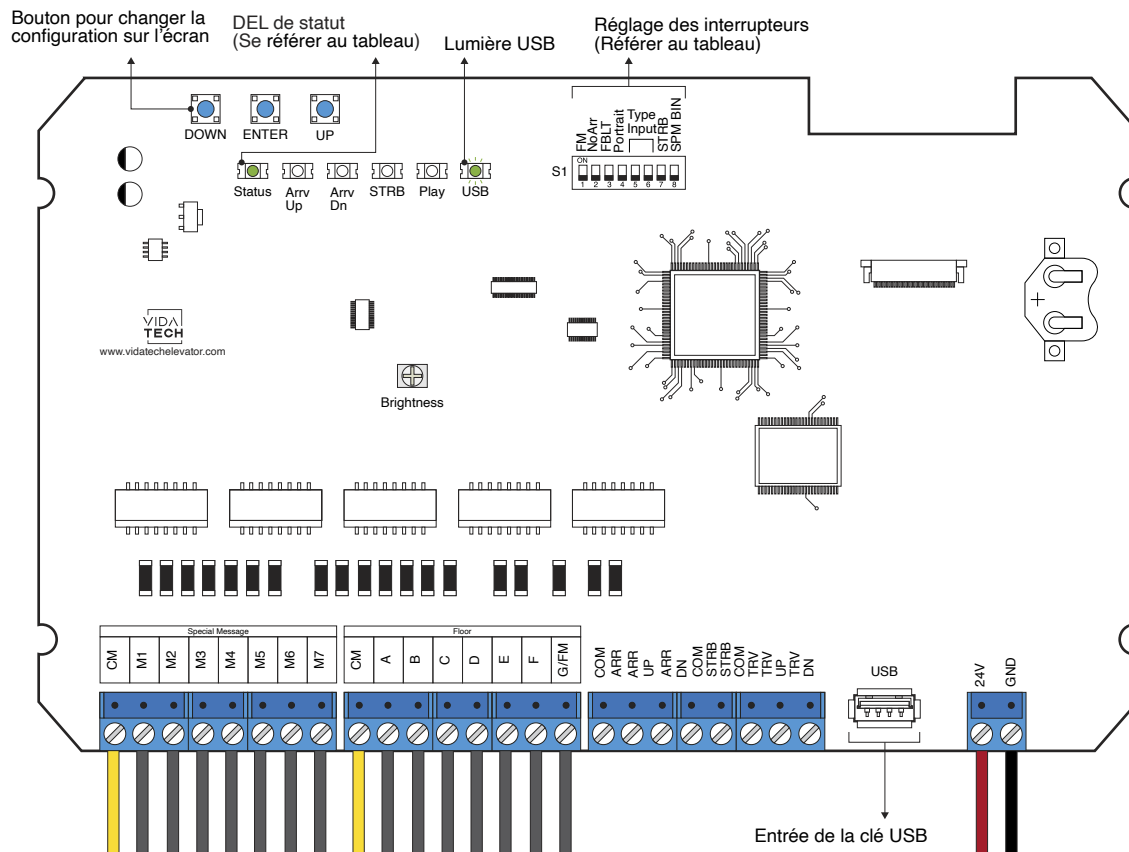 Bouton pour changer la
configuration sur l'écran
DEL de statut
(Se référer au tableau)
Lumière USB
Réglage des interrupteurs
(Référer au tableau)
DOWN
ENTER
UP
FM
NoArr
FBLT
Portrait
Type
Input
STRB
SPM BIN
S1
ON
1 2 3 4 5 6 7 8
Status
Arrv
Up
Arrv
Dn
STRB
Play
USB
VIDA
TECH
www.vidatechelevator.com
Brightness
+
Special Message
CM
M1
M2
M3
M4
M5
M6
M7
Floor
CM
A
B
C
D
E
F
G/FM
COM
ARR
ARR
UP
ARR
DN
COM
STRB
STRB
COM
TRV
TRV
UP
TRV
DN
USB
24V
GND
Entrée de la clé USB